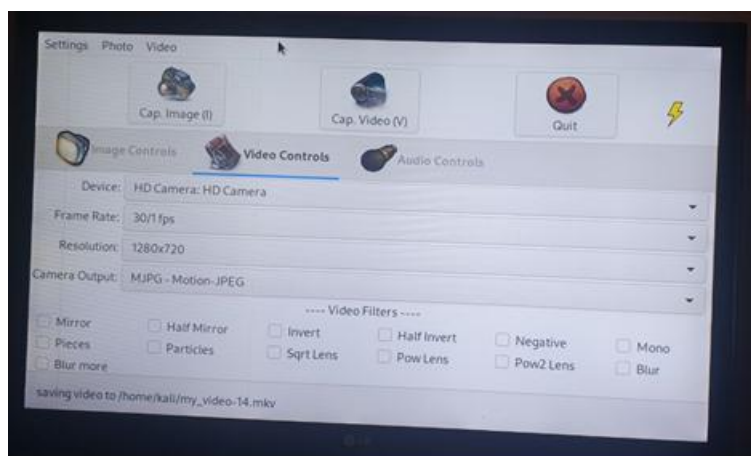 Settings Photo Video
Cap. Image (I) Cap. Video (V) Quit
Image Controls Video Controls Audio Controls
Device: HD Camera: HD Camera
Frame Rate: 30/1 fps
Resolution: 1280x720
Camera Output: MJPG - Motion-JPEG
---- Video Filters ----
Mirror Half Mirror Invert Half Invert Negative Mono
Pieces Particles Sqrt Lens Pow Lens Pow2 Lens Blur
Blur more
saving video to /home/kali/my_video-14.mkv